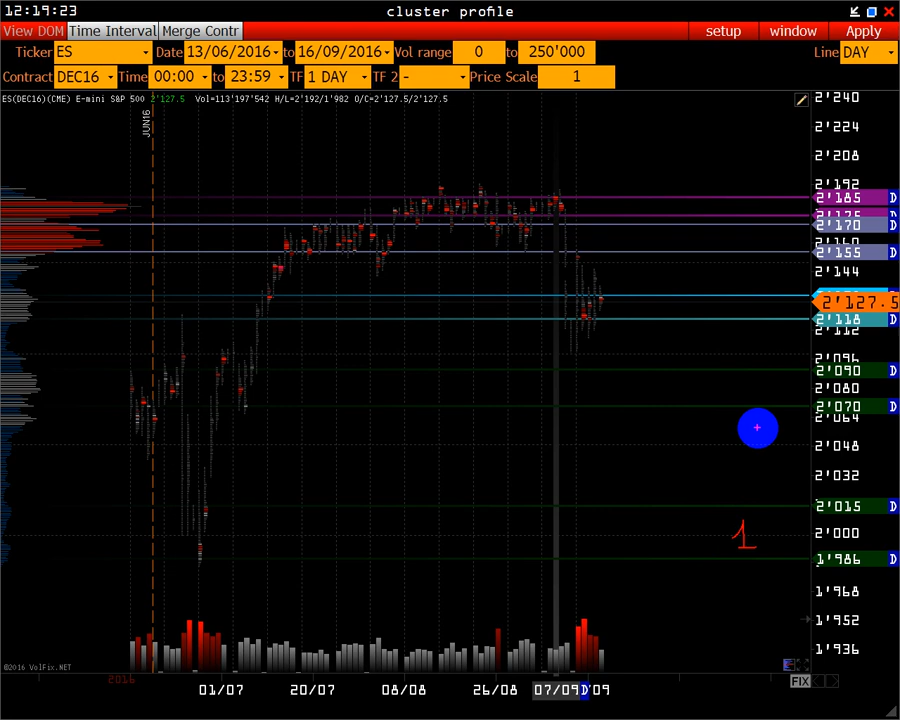 12:19:23 cluster profile
View DOM Time Interval Merge Contr setup window Apply
Ticker ES Date 13/06/2016 to 16/09/2016 Vol range 0 to 250'000 Line DAY
Contract DEC16 Time 00:00 to 23:59 TF 1 DAY TF 2 - Price Scale 1
ES(DEC16)(CME) E-mini S&P 500 2'127.5 Vol=113'197'542 H/L=2'192/1'982 O/C=2'127.5/2'127.5
JUN16
2'240
2'224
2'208
2'192
2'185 D
2'175 D
2'170 D
2'160
2'155 D
2'144
2'127.5
2'118 D
2'112
2'096
2'090 D
2'080
2'070 D
2'064
2'048
2'032
2'015 D
2'000
1
1'986 D
1'968
1'952
1'936
©2016 VolFix.NET
2016
FIX
01/07 20/07 08/08 26/08 07/09 D'09